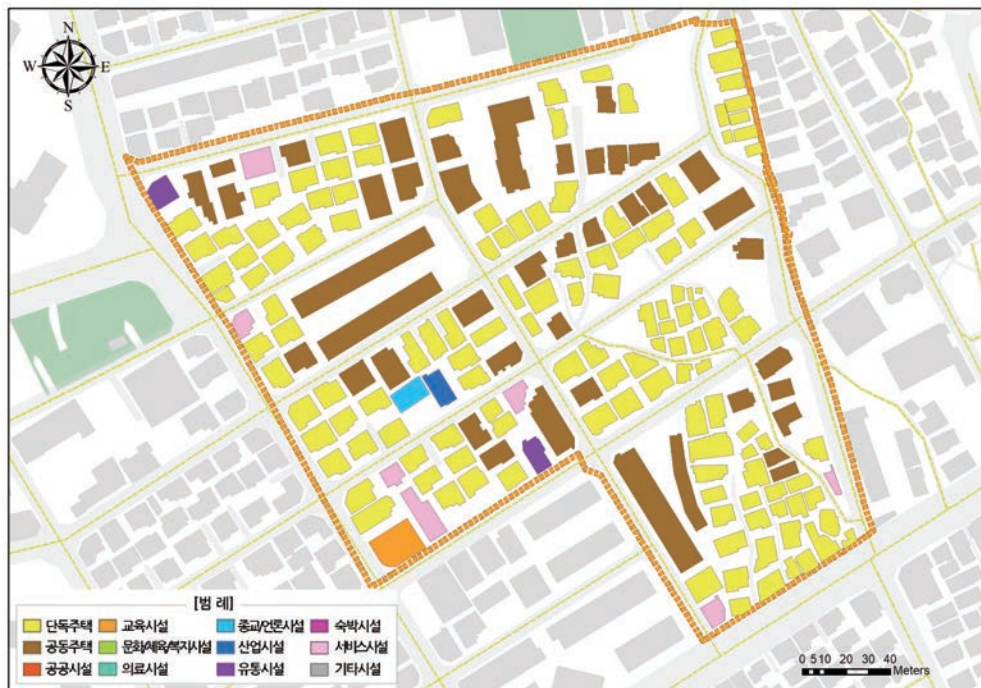 N
W E
S
[범 례]
단독주택 교육시설 종교/언론시설 숙박시설
공동주택 문화/체육/복지시설 산업시설 서비스시설
공공시설 의료시설 유통시설 기타시설
0 5 10 20 30 40
Meters